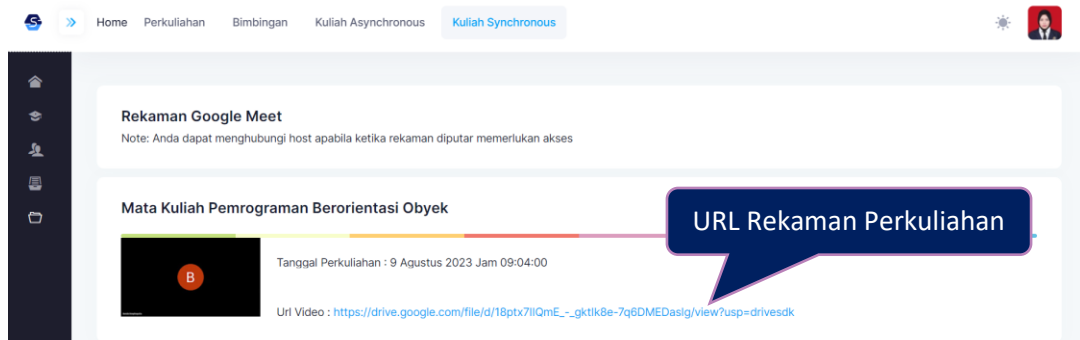 Home Perkuliahan Bimbingan Kuliah Asynchronous Kuliah Synchronous
Rekaman Google Meet
Note: Anda dapat menghubungi host apabila ketika rekaman diputar memerlukan akses
Mata Kuliah Pemrograman Berorientasi Obyek
URL Rekaman Perkuliahan
B
Tanggal Perkuliahan : 9 Agustus 2023 Jam 09:04:00
Url Video : https://drive.google.com/file/d/18ptx7IlQmE_-_gktlk8e-7q6DMEDasIg/view?usp=drivesdk